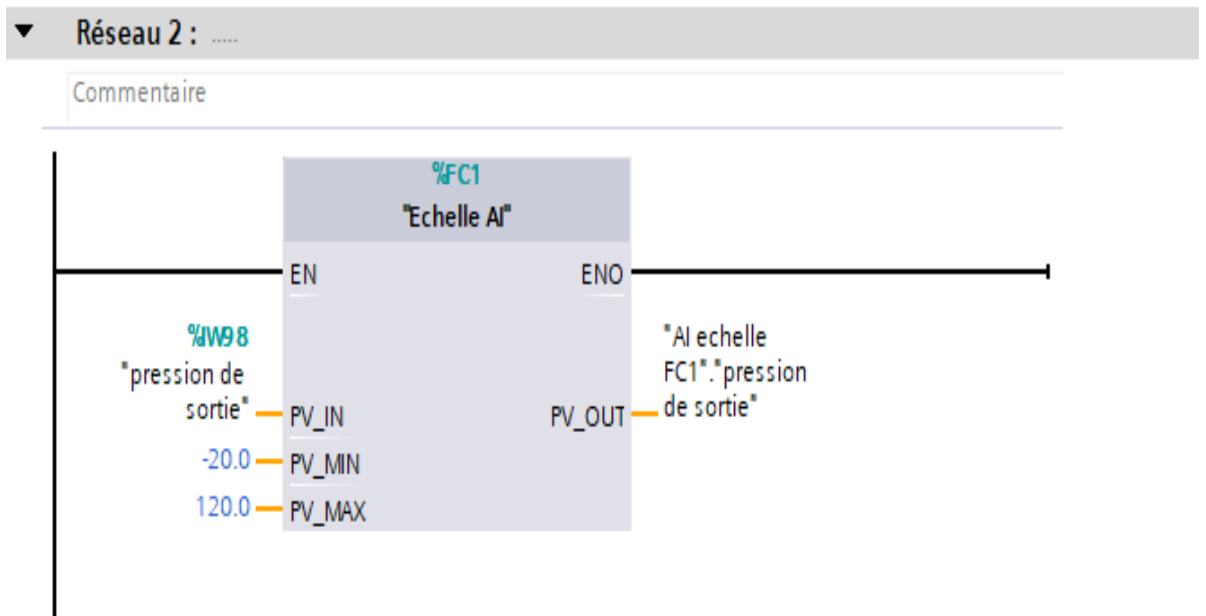 Réseau 2 : .....
Commentaire
%FC1
"Echelle AI"
EN
ENO
%IW98
"pression de
sortie"
PV_IN
"AI echelle
FC1"."pression
de sortie"
PV_OUT
-20.0
PV_MIN
120.0
PV_MAX